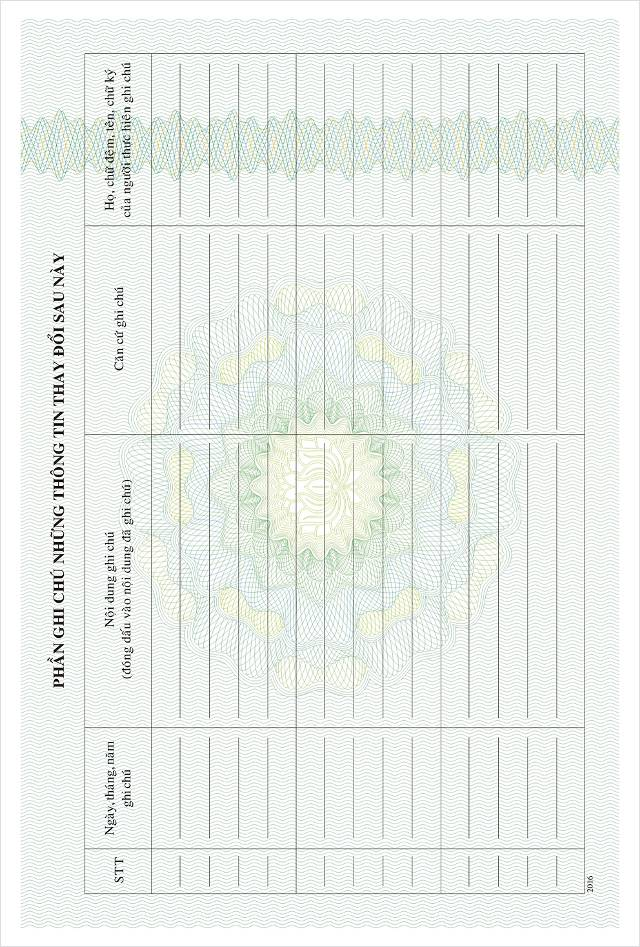 PHẦN GHI CHÚ NHỮNG THÔNG TIN THAY ĐỔI SAU NÀY
STT
Ngày, tháng, năm
ghi chú
Nội dung ghi chú
(đóng dấu vào nội dung đã ghi chú)
Căn cứ ghi chú
Họ, chữ đệm, tên, chữ ký
của người thực hiện ghi chú
2016